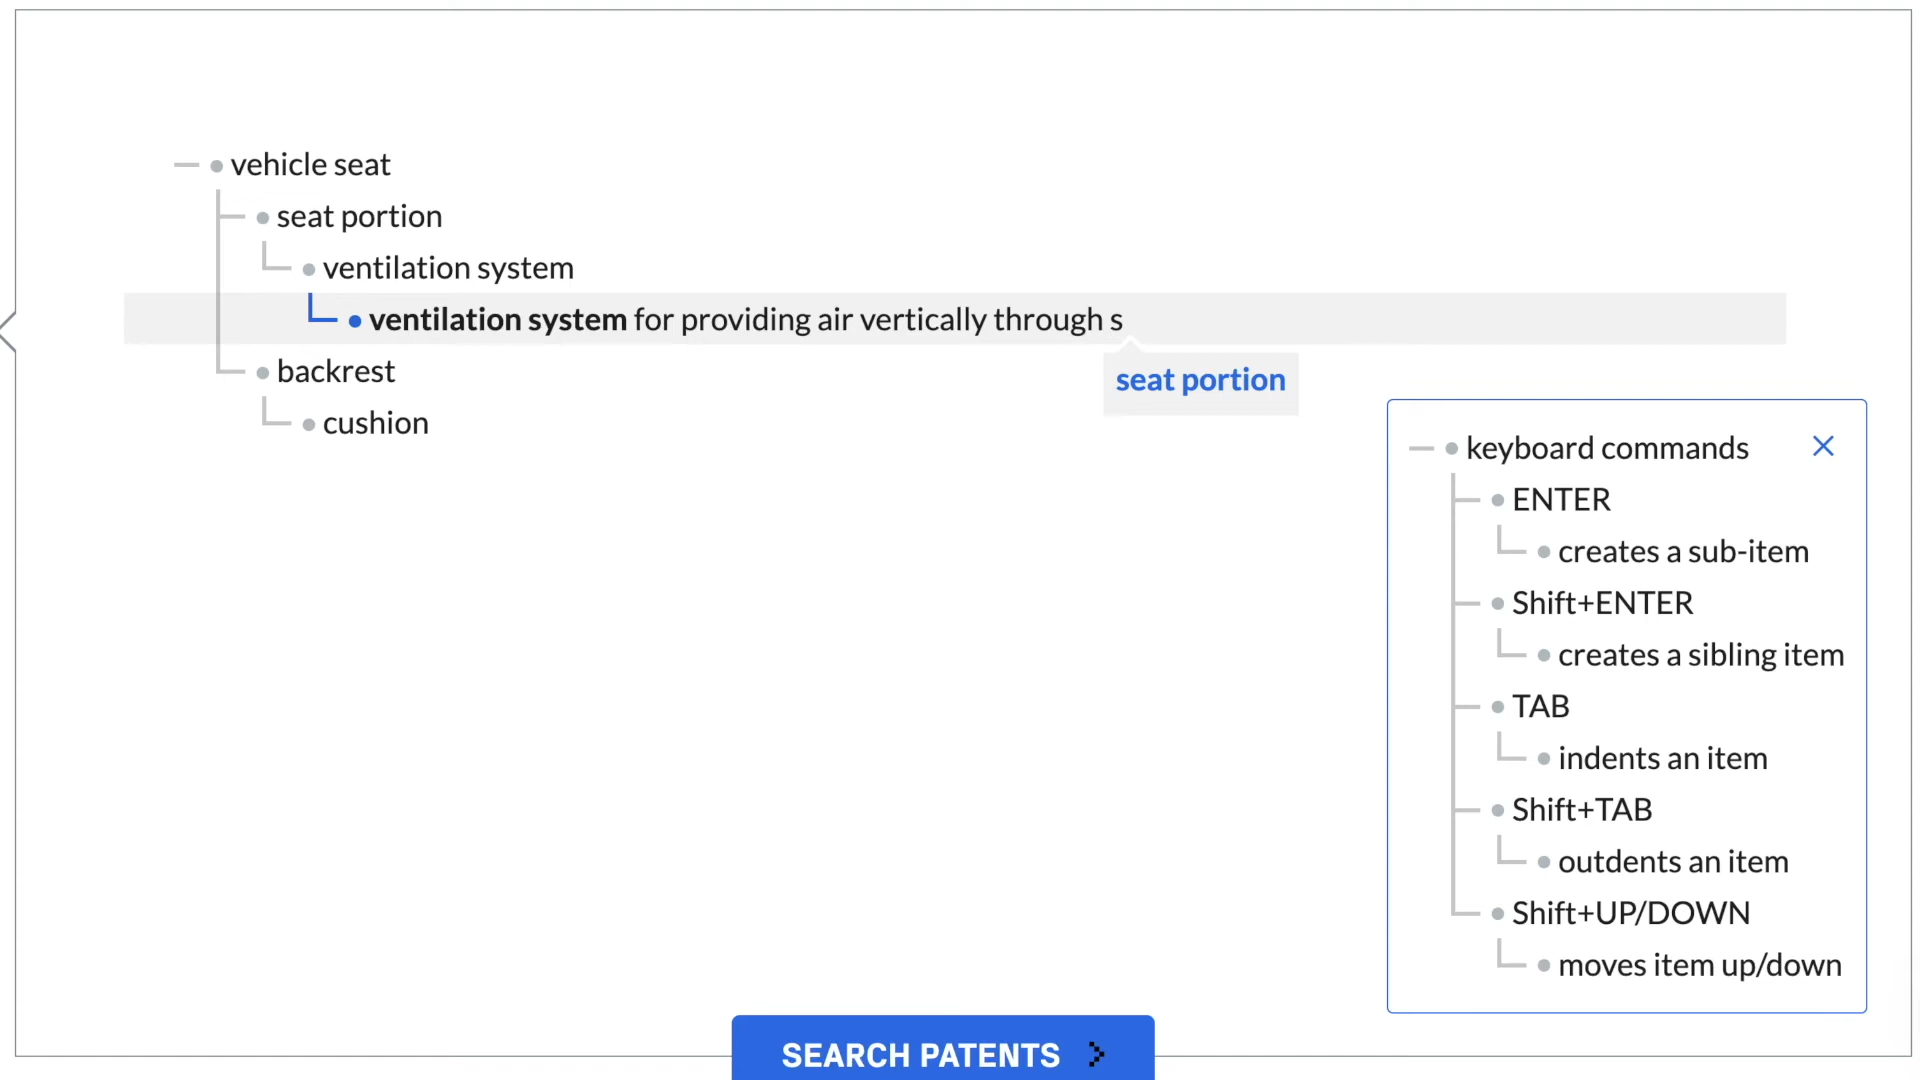 vehicle seat
seat portion
ventilation system
ventilation system for providing air vertically through s
seat portion
backrest
cushion
keyboard commands
ENTER
creates a sub-item
Shift+ENTER
creates a sibling item
TAB
indents an item
Shift+TAB
outdents an item
Shift+UP/DOWN
moves item up/down
SEARCH PATENTS